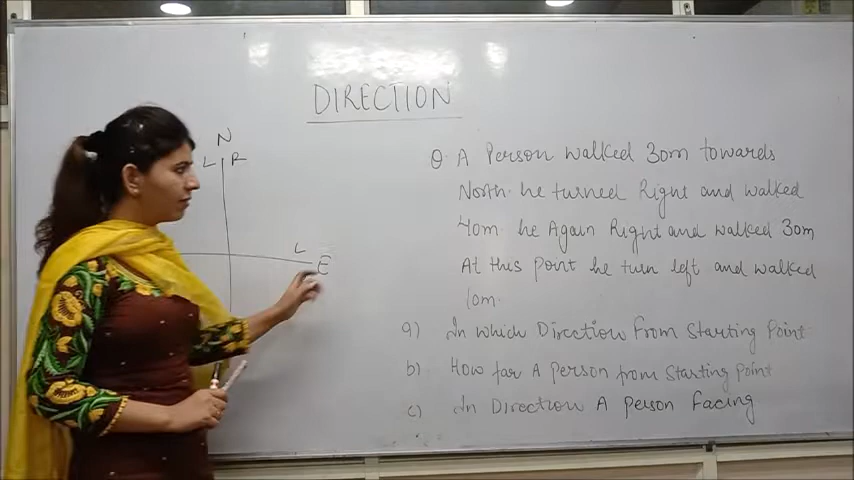 DIRECTION
N
L R
L
E
Q A Person walked 30m towards
North. he turned Right and walked
40m. he Again Right and walked 30m
At this Point he turn left and walked
10m.
a) In which Direction From Starting Point
b) How far A Person from Starting Point
c) In Direction A Person Facing